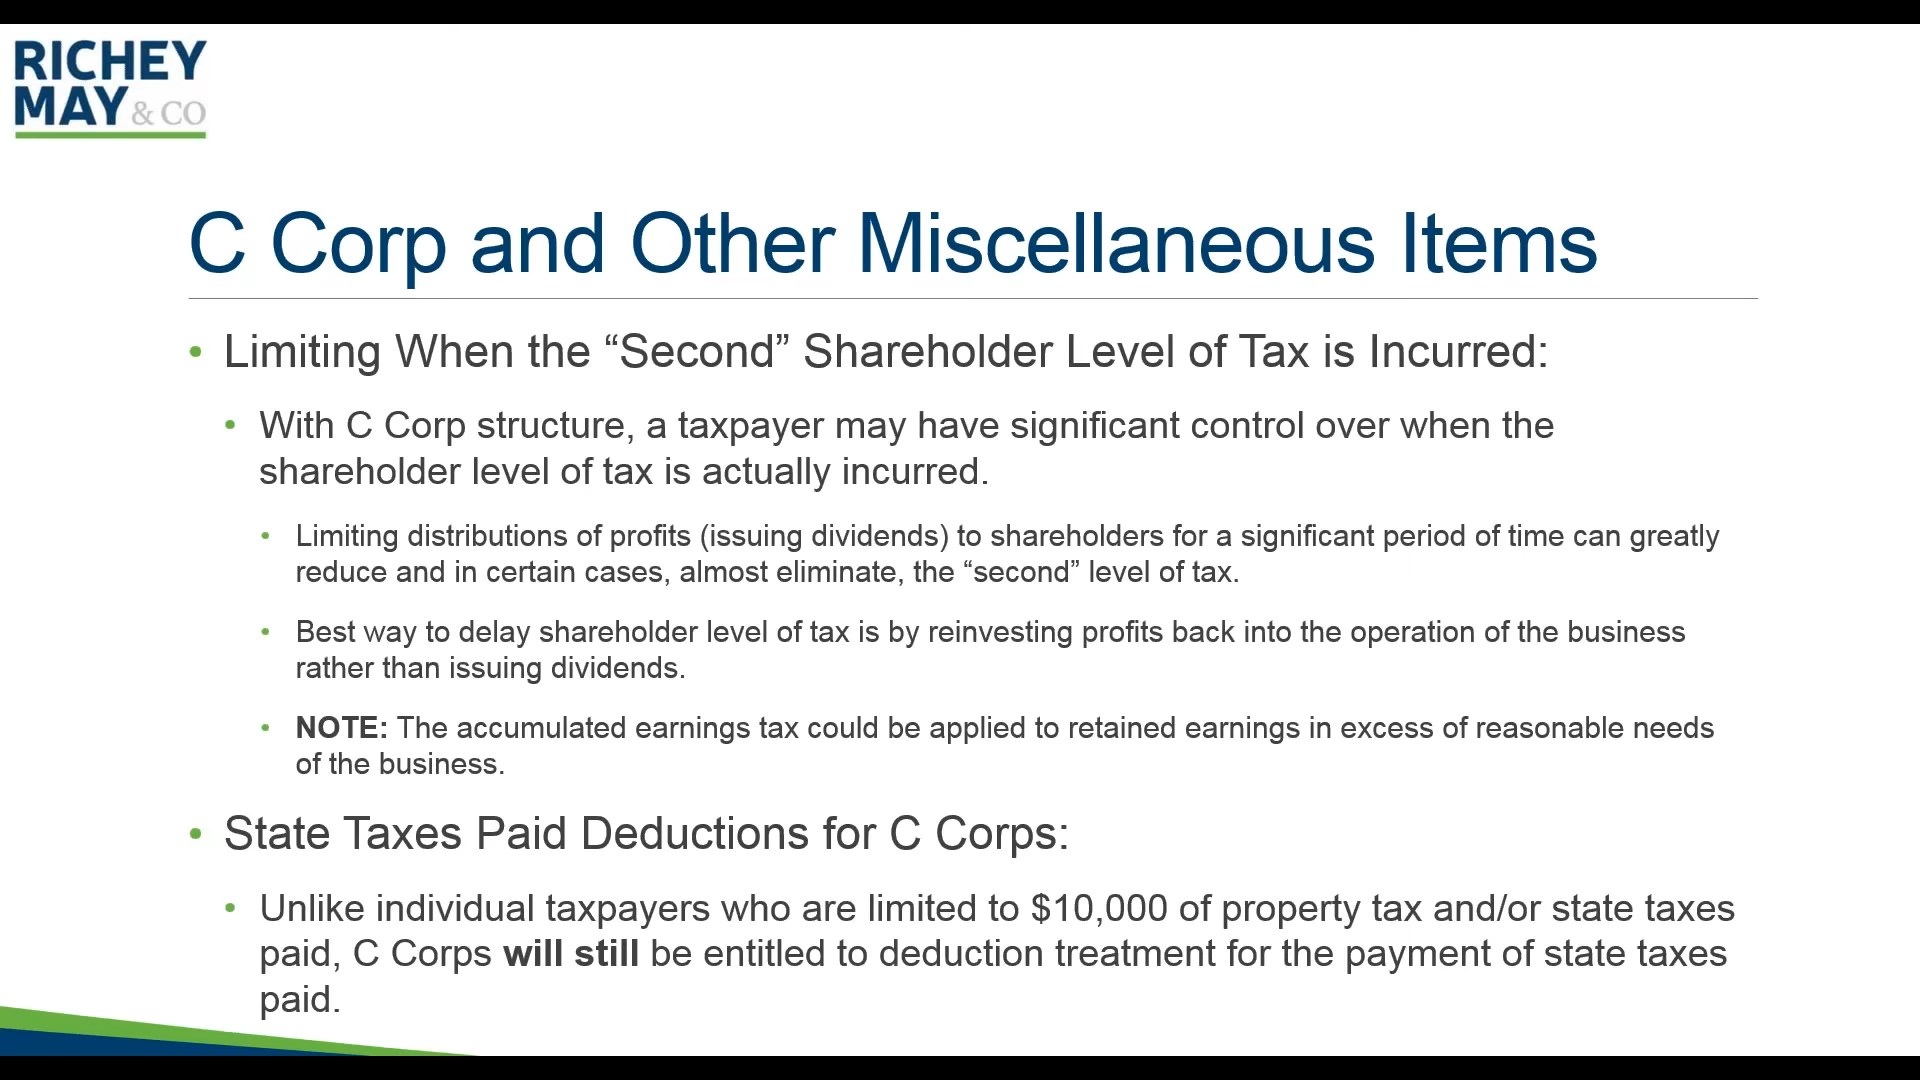 RICHEY
MAY & CO
C Corp and Other Miscellaneous Items
• Limiting When the “Second” Shareholder Level of Tax is Incurred:
• With C Corp structure, a taxpayer may have significant control over when the
shareholder level of tax is actually incurred.
• Limiting distributions of profits (issuing dividends) to shareholders for a significant period of time can greatly
reduce and in certain cases, almost eliminate, the “second” level of tax.
• Best way to delay shareholder level of tax is by reinvesting profits back into the operation of the business
rather than issuing dividends.
• NOTE: The accumulated earnings tax could be applied to retained earnings in excess of reasonable needs
of the business.
• State Taxes Paid Deductions for C Corps:
• Unlike individual taxpayers who are limited to $10,000 of property tax and/or state taxes
paid, C Corps will still be entitled to deduction treatment for the payment of state taxes
paid.